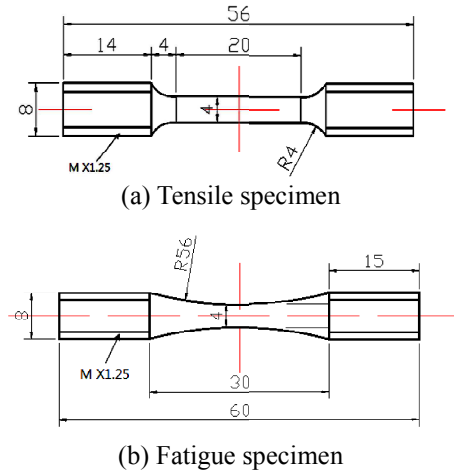 56
14
4
20
8
4
M X1.25
R4
(a) Tensile specimen
R56
15
8
4
M X1.25
30
60
(b) Fatigue specimen